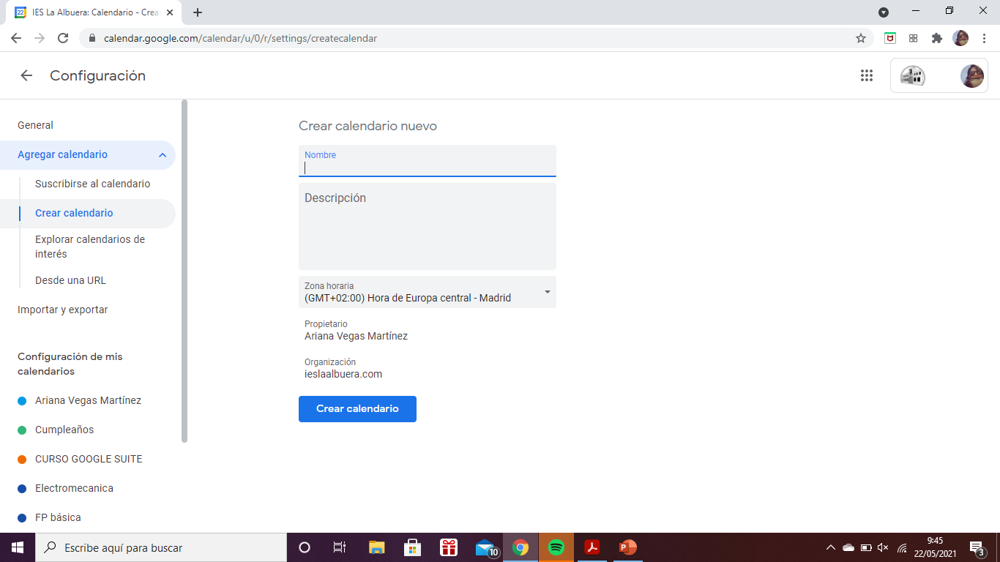 IES La Albuera: Calendario - Crea
calendar.google.com/calendar/u/0/r/settings/createcalendar
Configuración
General
Agregar calendario
Suscribirse al calendario
Crear calendario
Explorar calendarios de
interés
Desde una URL
Importar y exportar
Configuración de mis
calendarios
Ariana Vegas Martínez
Cumpleaños
CURSO GOOGLE SUITE
Electromecanica
FP básica
Crear calendario nuevo
Nombre
Descripción
Zona horaria
(GMT+02:00) Hora de Europa central - Madrid
Propietario
Ariana Vegas Martínez
Organización
ieslaalbuera.com
Crear calendario
Escribe aquí para buscar
10
9:45
22/05/2021
3